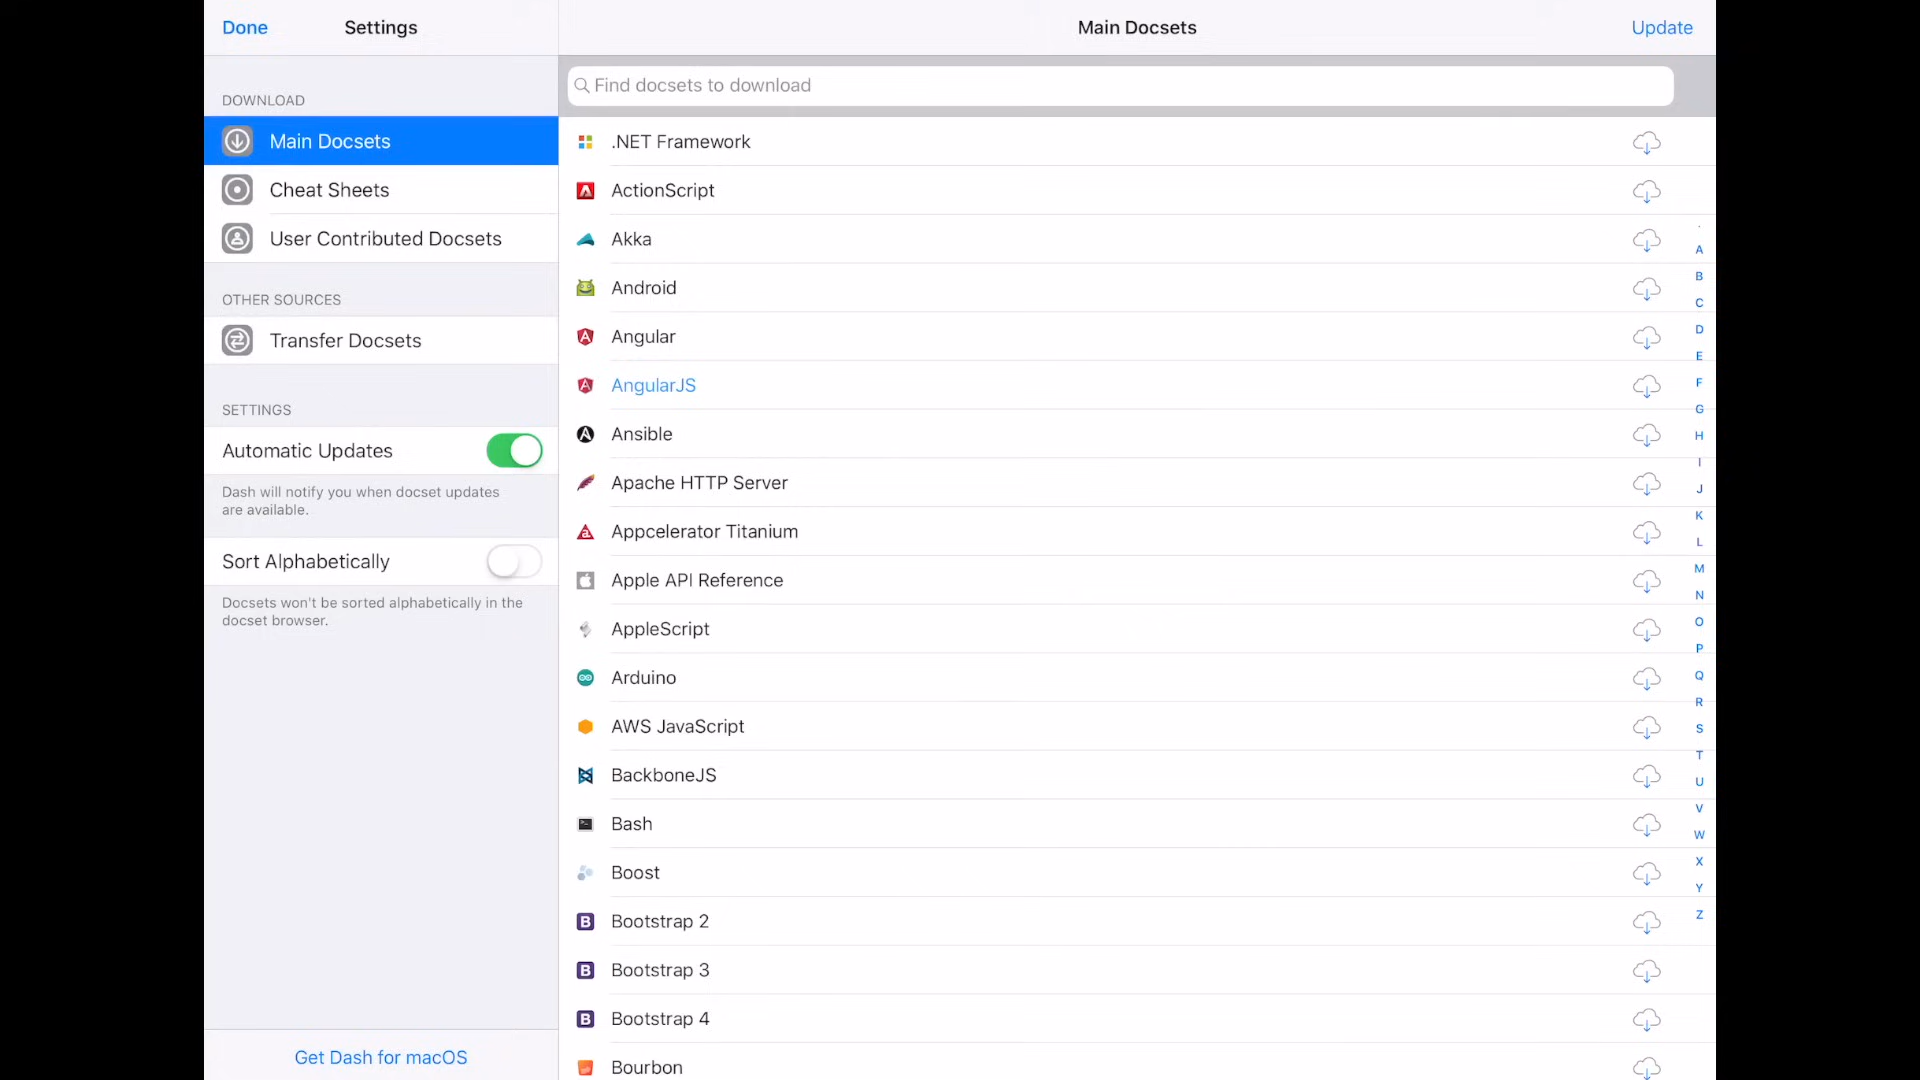 Done
Settings
DOWNLOAD
Main Docsets
Cheat Sheets
User Contributed Docsets
OTHER SOURCES
Transfer Docsets
SETTINGS
Automatic Updates
Dash will notify you when docset updates
are available.
Sort Alphabetically
Docsets won't be sorted alphabetically in the
docset browser.
Get Dash for macOS
Main Docsets
Update
Find docsets to download
.NET Framework
ActionScript
Akka
Android
Angular
AngularJS
Ansible
Apache HTTP Server
Appcelerator Titanium
Apple API Reference
AppleScript
Arduino
AWS JavaScript
BackboneJS
Bash
Boost
Bootstrap 2
Bootstrap 3
Bootstrap 4
Bourbon
.
A
B
C
D
E
F
G
H
I
J
K
L
M
N
O
P
Q
R
S
T
U
V
W
X
Y
Z